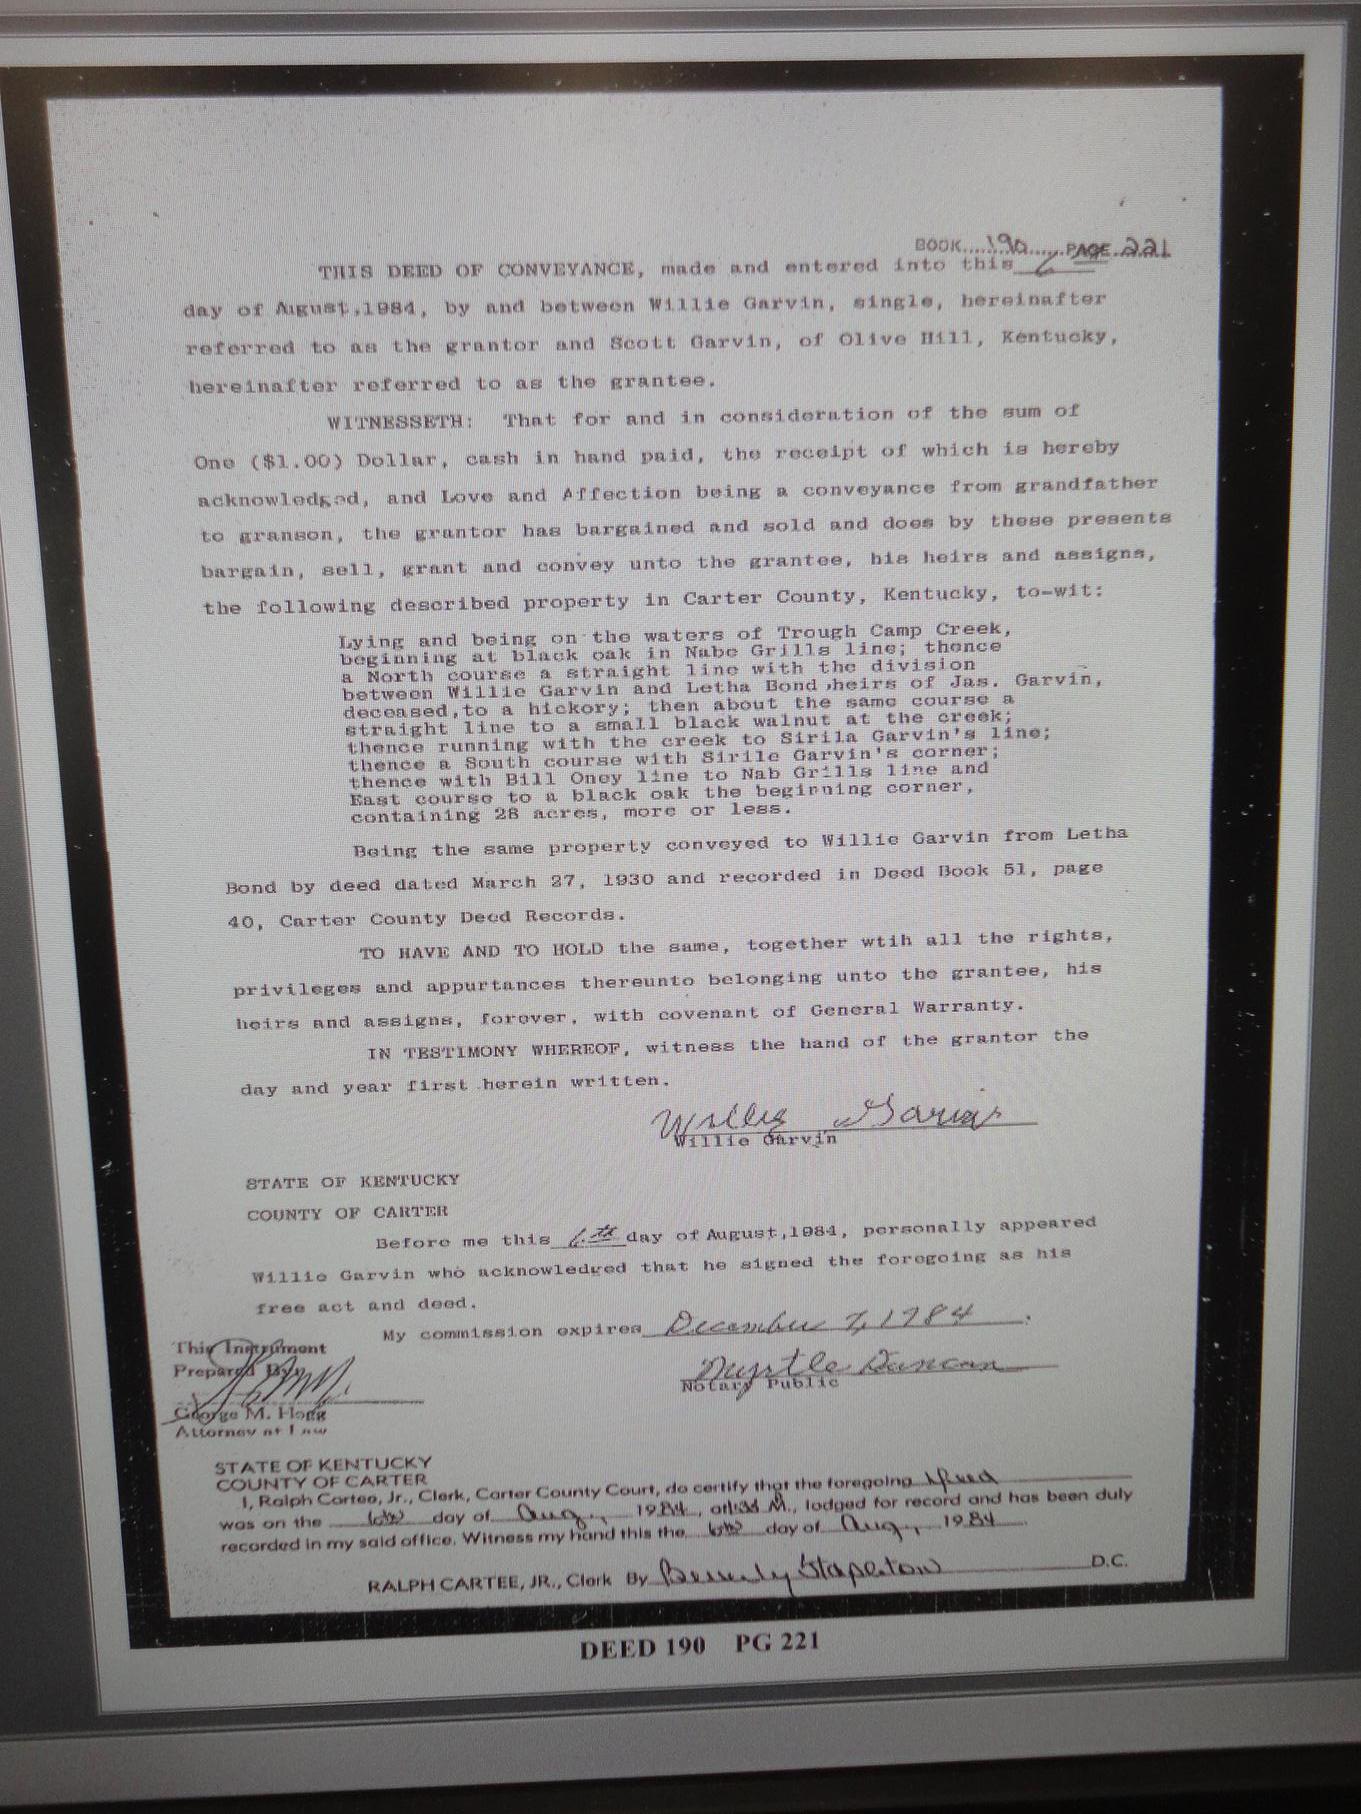 BOOK.....190......PAGE..221
THIS DEED OF CONVEYANCE, made and entered into this 6
day of August,1984, by and between Willie Garvin, single, hereinafter
referred to as the grantor and Scott Garvin, of Olive Hill, Kentucky,
hereinafter referred to as the grantee.
WITNESSETH: That for and in consideration of the sum of
One ($1.00) Dollar, cash in hand paid, the receipt of which is hereby
acknowledged, and Love and Affection being a conveyance from grandfather
to granson, the grantor has bargained and sold and does by these presents
bargain, sell, grant and convey unto the grantee, his heirs and assigns,
the following described property in Carter County, Kentucky, to-wit:
Lying and being on the waters of Trough Camp Creek,
beginning at black oak in Nabe Grills line; thence
a North course a straight line with the division
between Willie Garvin and Letha Bond,heirs of Jas. Garvin,
deceased,to a hickory; then about the same course a
straight line to a small black walnut at the creek;
thence running with the creek to Sirila Garvin's line;
thence a South course with Sirile Garvin's corner;
thence with Bill Oney line to Nab Grills line and
East course to a black oak the beginning corner,
containing 28 acres, more or less.
Being the same property conveyed to Willie Garvin from Letha
Bond by deed dated March 27, 1930 and recorded in Deed Book 51, page
40, Carter County Deed Records.
TO HAVE AND TO HOLD the same, together wtih all the rights,
privileges and appurtances thereunto belonging unto the grantee, his
heirs and assigns, forever, with covenant of General Warranty.
IN TESTIMONY WHEREOF, witness the hand of the grantor the
day and year first herein written.
Willie Garvin
Willie Garvin
STATE OF KENTUCKY
COUNTY OF CARTER
Before me this 6th day of August,1984, personally appeared
Willie Garvin who acknowledged that he signed the foregoing as his
free act and deed.
My commission expires December 7, 1984.
Myrtle Duncan
Notary Public
This Instrument
Prepared By:
George M. Hogg
Attorney at Law
STATE OF KENTUCKY
COUNTY OF CARTER
I, Ralph Cartee, Jr., Clerk, Carter County Court, do certify that the foregoing deed
was on the 6th day of Aug., 1984, at M., lodged for record and has been duly
recorded in my said office. Witness my hand this the 6th day of Aug., 1984.
RALPH CARTEE, JR., Clerk By Beverly Stapleton D.C.
DEED 190 PG 221